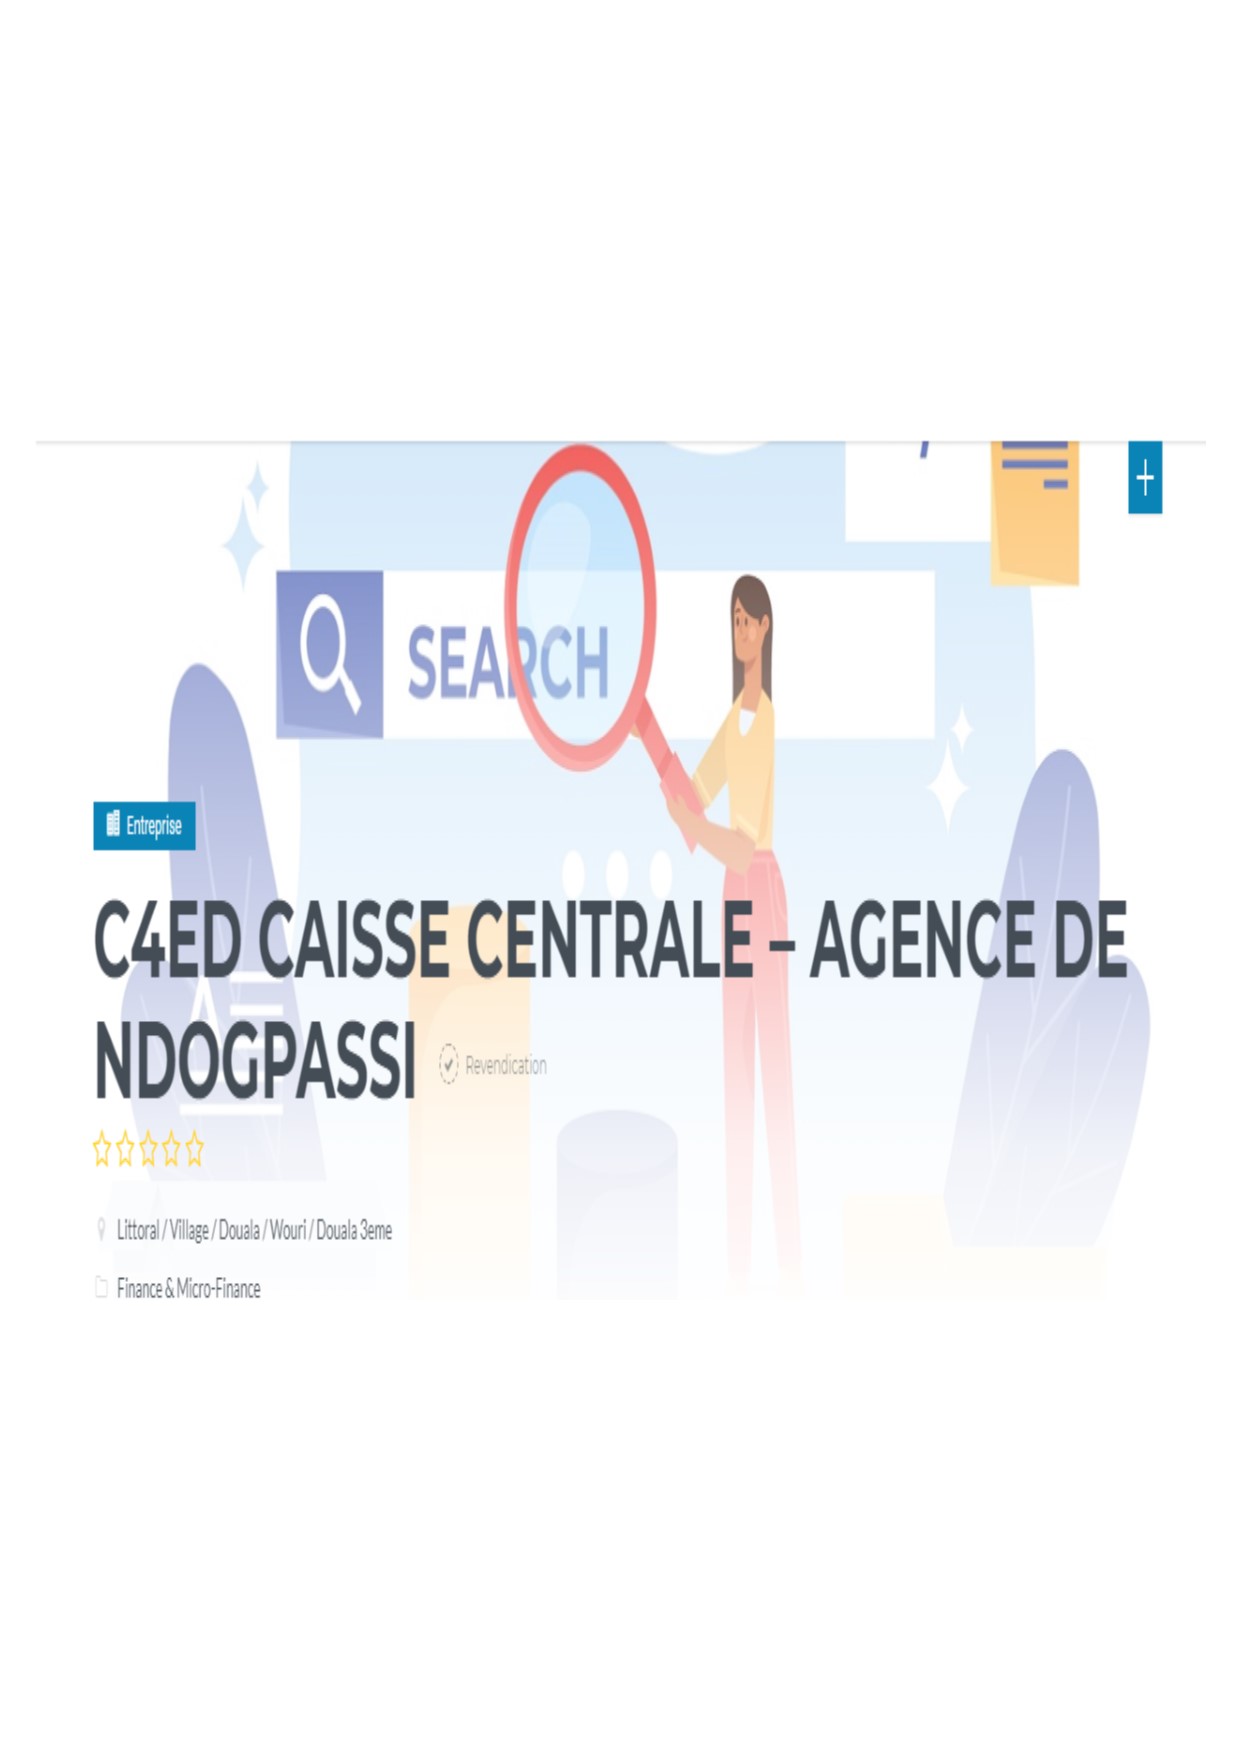 SEARCH
Entreprise
C4ED CAISSE CENTRALE – AGENCE DE
NDOGPASSI
Revendication
Littoral / Village / Douala / Wouri / Douala 3eme
Finance & Micro-Finance